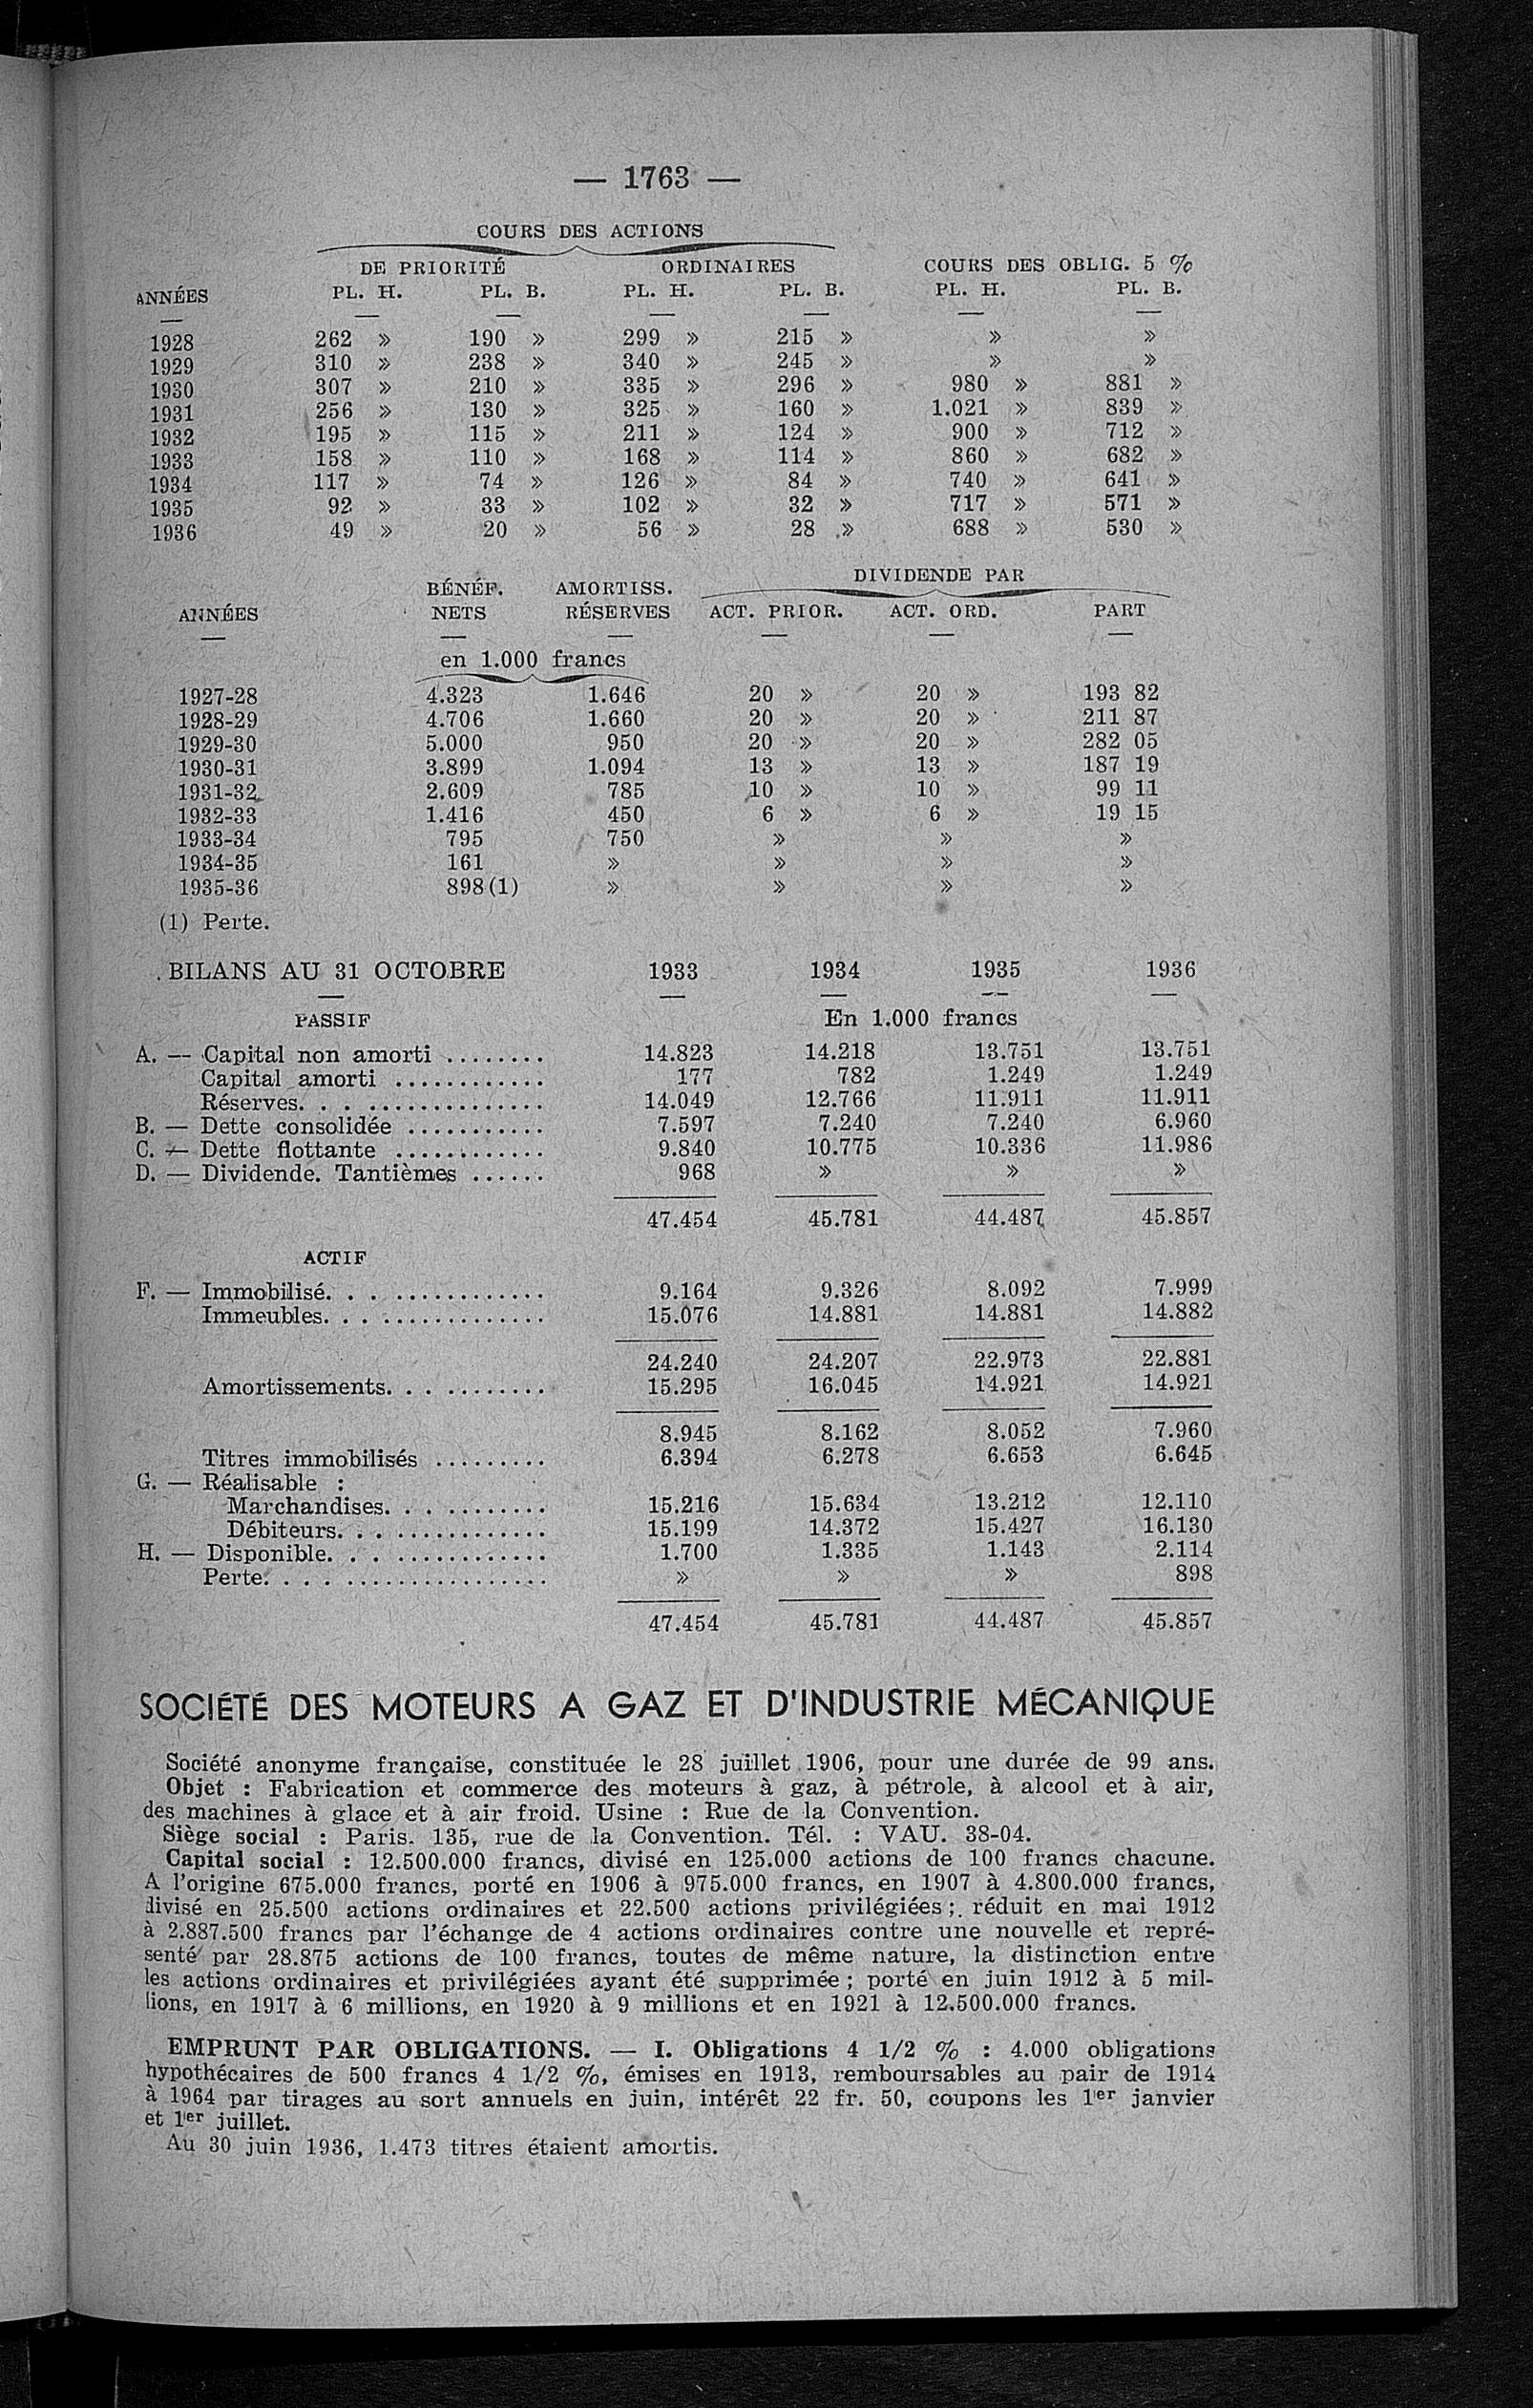 — 1763 —
COURS DES ACTIONS
DE PRIORITÉ ORDINAIRES COURS DES OBLIG. 5 %
ANNÉES PL. H. PL. B. PL. H. PL. B. PL. H. PL. B.
1928 262 » 190 » 299 » 215 » » »
1929 310 » 238 » 340 » 245 » » »
1930 307 » 210 » 335 » 296 » 980 » 881 »
1931 256 » 130 » 325 » 160 » 1.021 » 839 »
1932 195 » 115 » 211 » 124 » 900 » 712 »
1933 158 » 110 » 168 » 114 » 860 » 682 »
1934 117 » 74 » 126 » 84 » 740 » 641 »
1935 92 » 33 » 102 » 32 » 717 » 571 »
1936 49 » 20 » 56 » 28 » 688 » 530 »
BÉNÉF. AMORTISS. DIVIDENDE PAR
ANNÉES NETS RÉSERVES ACT. PRIOR. ACT. ORD. PART
en 1.000 francs
1927-28 4.323 1.646 20 » 20 » 193 82
1928-29 4.706 1.660 20 » 20 » 211 87
1929-30 5.000 950 20 » 20 » 282 05
1930-31 3.899 1.094 13 » 13 » 187 19
1931-32 2.609 785 10 » 10 » 99 11
1932-33 1.416 450 6 » 6 » 19 15
1933-34 795 750 » » »
1934-35 161 » » » »
1935-36 898 (1) » » » »
(1) Perte.
BILANS AU 31 OCTOBRE 1933 1934 1935 1936
PASSIF En 1.000 francs
A. — Capital non amorti ........ 14.823 14.218 13.751 13.751
Capital amorti ............ 177 782 1.249 1.249
Réserves. . . .............. 14.049 12.766 11.911 11.911
B. — Dette consolidée ........... 7.597 7.240 7.240 6.960
C. — Dette flottante ............ 9.840 10.775 10.336 11.986
D. — Dividende. Tantièmes ...... 968 » » »
47.454 45.781 44.487 45.857
ACTIF
F. — Immobilisé. . . ............ 9.164 9.326 8.092 7.999
Immeubles. . . ............. 15.076 14.881 14.881 14.882
24.240 24.207 22.973 22.881
Amortissements. . . ........ 15.295 16.045 14.921 14.921
8.945 8.162 8.052 7.960
Titres immobilisés ......... 6.394 6.278 6.653 6.645
G. — Réalisable :
Marchandises. . . ........ 15.216 15.634 13.212 12.110
Débiteurs. . . ........... 15.199 14.372 15.427 16.130
H. — Disponible. . . ............ 1.700 1.335 1.143 2.114
Perte. . . . ................ » » » 898
47.454 45.781 44.487 45.857
SOCIÉTÉ DES MOTEURS A GAZ ET D'INDUSTRIE MÉCANIQUE
Société anonyme française, constituée le 28 juillet 1906, pour une durée de 99 ans.
Objet : Fabrication et commerce des moteurs à gaz, à pétrole, à alcool et à air,
des machines à glace et à air froid. Usine : Rue de la Convention.
Siège social : Paris. 135, rue de la Convention. Tél. : VAU. 38-04.
Capital social : 12.500.000 francs, divisé en 125.000 actions de 100 francs chacune.
A l'origine 675.000 francs, porté en 1906 à 975.000 francs, en 1907 à 4.800.000 francs,
divisé en 25.500 actions ordinaires et 22.500 actions privilégiées ; réduit en mai 1912
à 2.887.500 francs par l'échange de 4 actions ordinaires contre une nouvelle et repré-
senté par 28.875 actions de 100 francs, toutes de même nature, la distinction entre
les actions ordinaires et privilégiées ayant été supprimée ; porté en juin 1912 à 5 mil-
lions, en 1917 à 6 millions, en 1920 à 9 millions et en 1921 à 12.500.000 francs.
EMPRUNT PAR OBLIGATIONS. — I. Obligations 4 1/2 % : 4.000 obligations
hypothécaires de 500 francs 4 1/2 %, émises en 1913, remboursables au pair de 1914
à 1964 par tirages au sort annuels en juin, intérêt 22 fr. 50, coupons les 1er janvier
et 1er juillet.
Au 30 juin 1936, 1.473 titres étaient amortis.